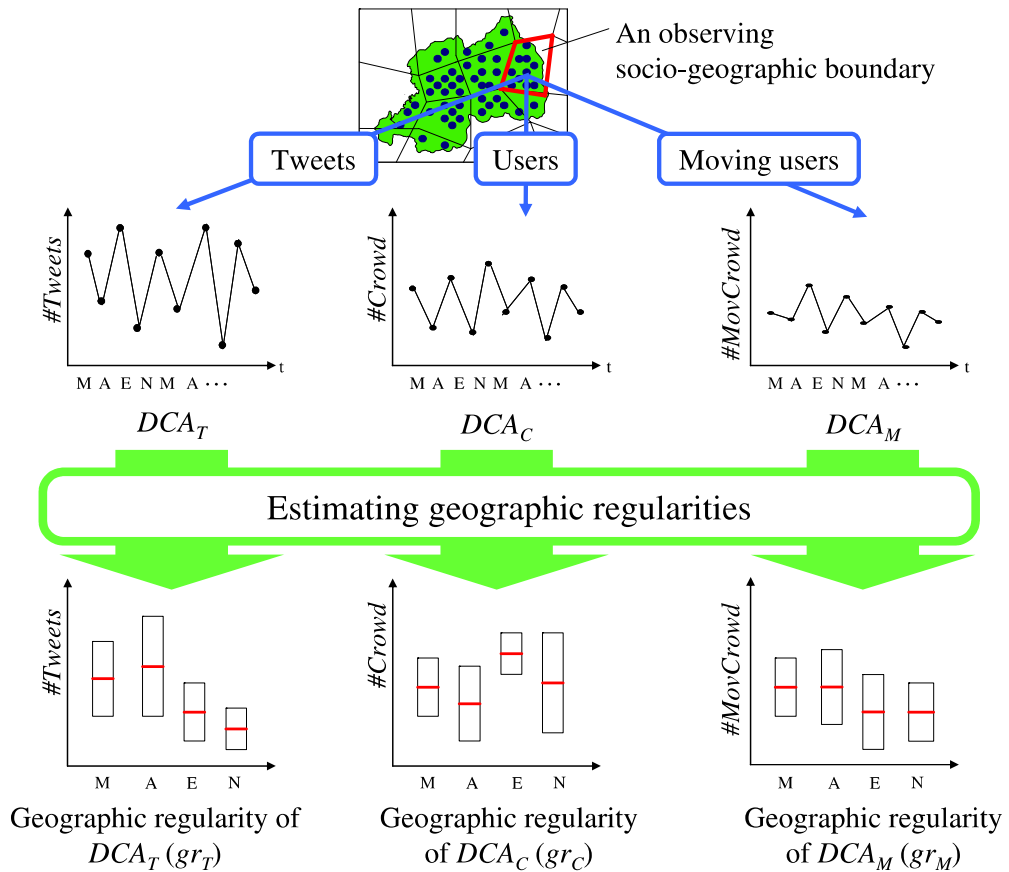 An observing
socio-geographic boundary
Tweets
Users
Moving users
#Tweets
t
M A E N M A ...
DCA_T
#Crowd
t
M A E N M A ...
DCA_C
#MovCrowd
t
M A E N M A ...
DCA_M
Estimating geographic regularities
#Tweets
M A E N
Geographic regularity of
DCA_T (gr_T)
#Crowd
M A E N
Geographic regularity
of DCA_C (gr_C)
#MovCrowd
M A E N
Geographic regularity
of DCA_M (gr_M)